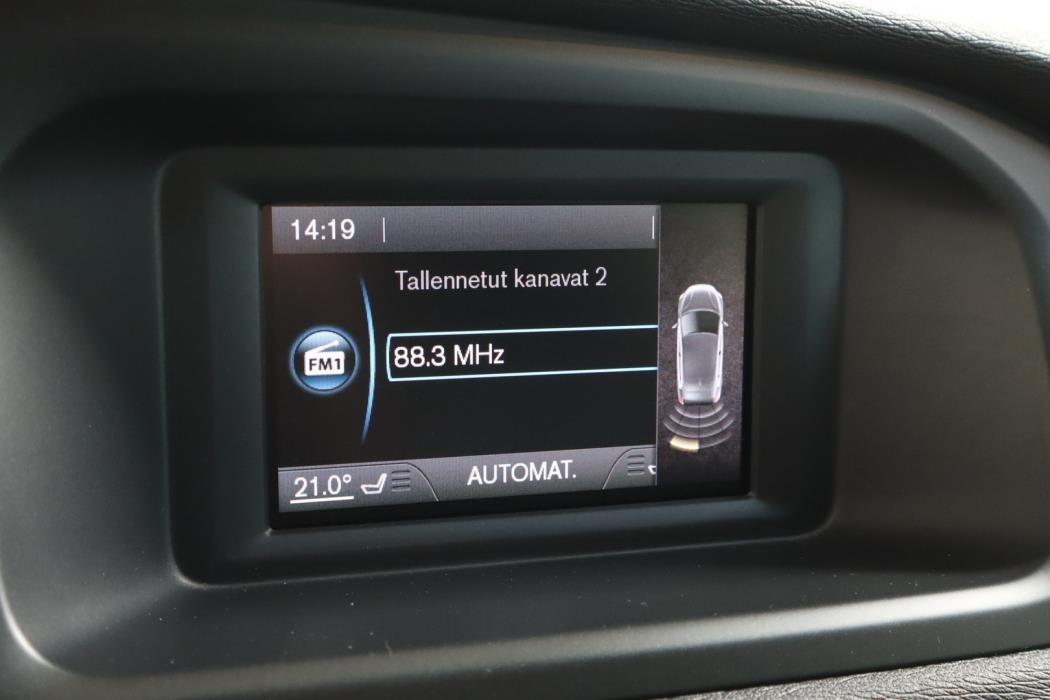 14:19
Tallennetut kanavat 2
FM1
88.3 MHz
21.0° AUTOMAT.